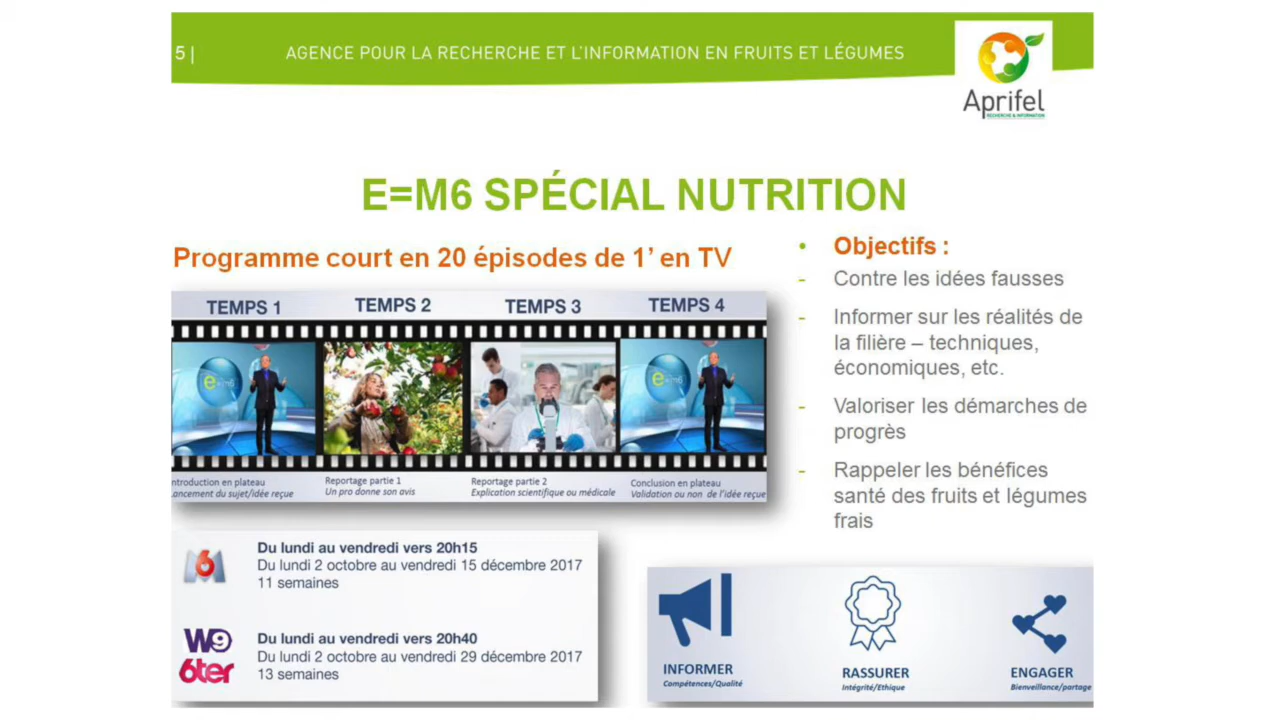 5 |
AGENCE POUR LA RECHERCHE ET L'INFORMATION EN FRUITS ET LÉGUMES
Aprifel
RECHERCHE & INFORMATION
E=M6 SPÉCIAL NUTRITION
Programme court en 20 épisodes de 1' en TV
TEMPS 1
TEMPS 2
TEMPS 3
TEMPS 4
e=m6
e=m6
ntroduction en plateau
Lancement du sujet/idée reçue
Reportage partie 1
Un pro donne son avis
Reportage partie 2
Explication scientifique ou médicale
Conclusion en plateau
Validation ou non de l'idée reçue
• Objectifs :
- Contre les idées fausses
- Informer sur les réalités de
la filière – techniques,
économiques, etc.
- Valoriser les démarches de
progrès
- Rappeler les bénéfices
santé des fruits et légumes
frais
M6
Du lundi au vendredi vers 20h15
Du lundi 2 octobre au vendredi 15 décembre 2017
11 semaines
W9
6ter
Du lundi au vendredi vers 20h40
Du lundi 2 octobre au vendredi 29 décembre 2017
13 semaines
INFORMER
Compétences/Qualité
RASSURER
Intégrité/Ethique
ENGAGER
Bienveillance/partage